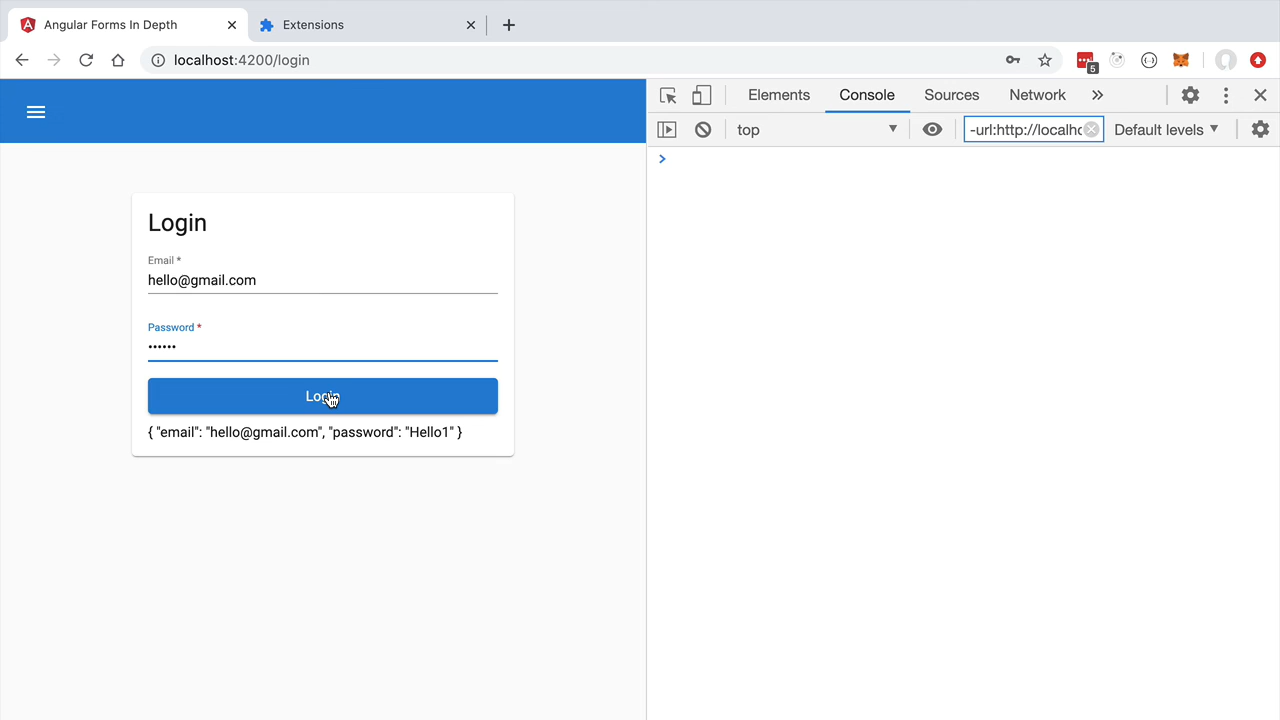 Angular Forms In Depth
Extensions
localhost:4200/login
5
Elements
Console
Sources
Network
top
-url:http://localhc
Default levels
Login
Email *
hello@gmail.com
Password *
••••••
Login
{ "email": "hello@gmail.com", "password": "Hello1" }